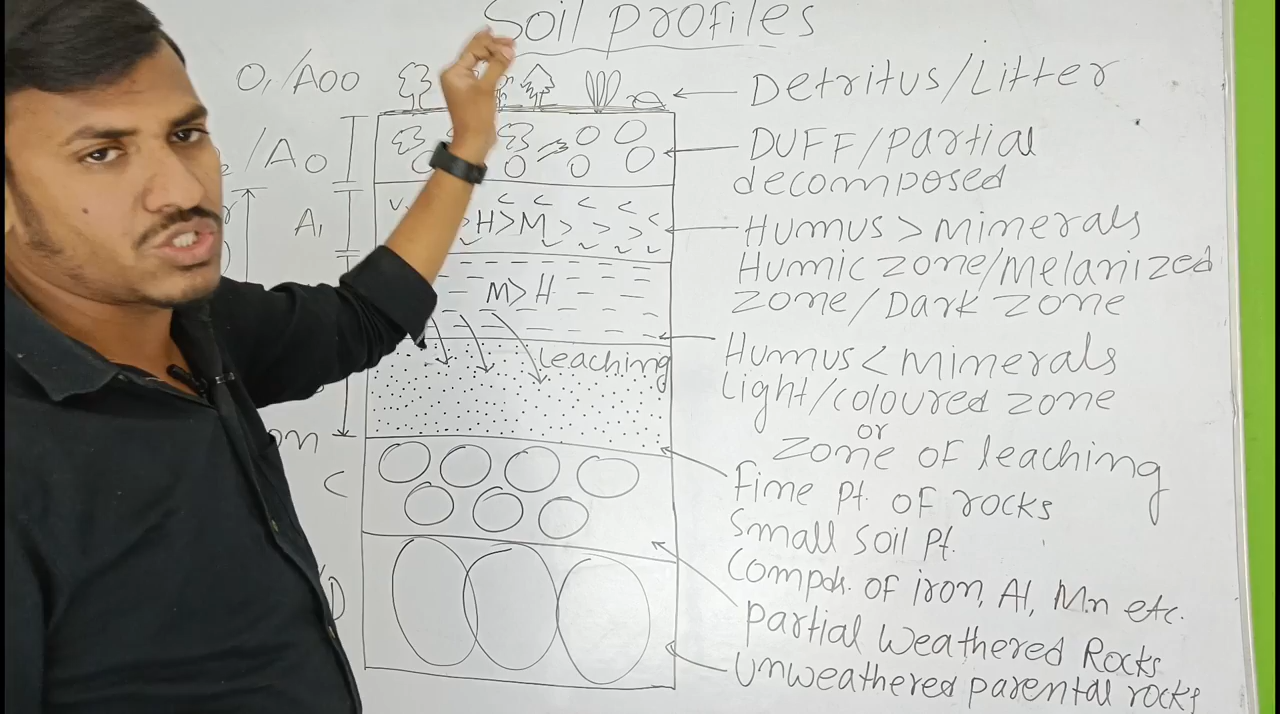 Soil profiles
O1/A00
Detritus/Litter
/A0
DUFF/Partial
decomposed
A1
H>M
Humus > minerals
Humic zone/Melanized
zone/Dark zone
M>H
leaching
Humus < minerals
Light/coloured zone
or
zone of leaching
C
Fine Pt. of rocks
Small soil Pt.
Compds. of iron, Al, Mn etc.
Partial weathered Rocks
Unweathered parental rocks